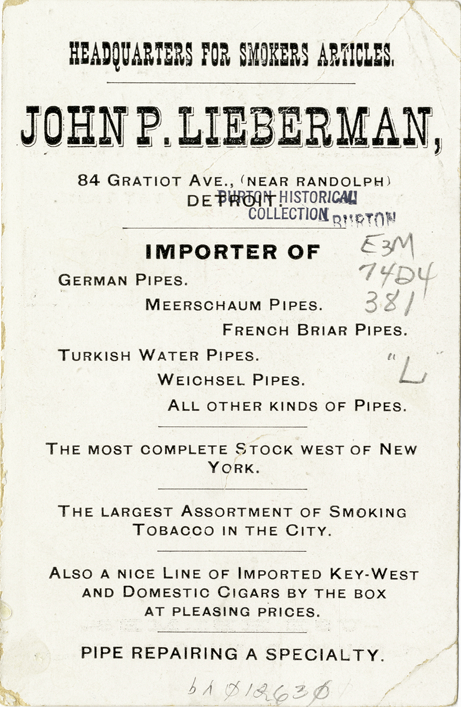 HEADQUARTERS FOR SMOKERS ARTICLES.
JOHN P. LIEBERMAN,
84 GRATIOT AVE., (NEAR RANDOLPH)
DETROIT.
BURTON HISTORICAL
COLLECTION BURTON
IMPORTER OF
E3M
74D4
381
GERMAN PIPES.
MEERSCHAUM PIPES.
FRENCH BRIAR PIPES.
TURKISH WATER PIPES.
"L"
WEICHSEL PIPES.
ALL OTHER KINDS OF PIPES.
THE MOST COMPLETE STOCK WEST OF NEW
YORK.
THE LARGEST ASSORTMENT OF SMOKING
TOBACCO IN THE CITY.
ALSO A NICE LINE OF IMPORTED KEY-WEST
AND DOMESTIC CIGARS BY THE BOX
AT PLEASING PRICES.
PIPE REPAIRING A SPECIALTY.